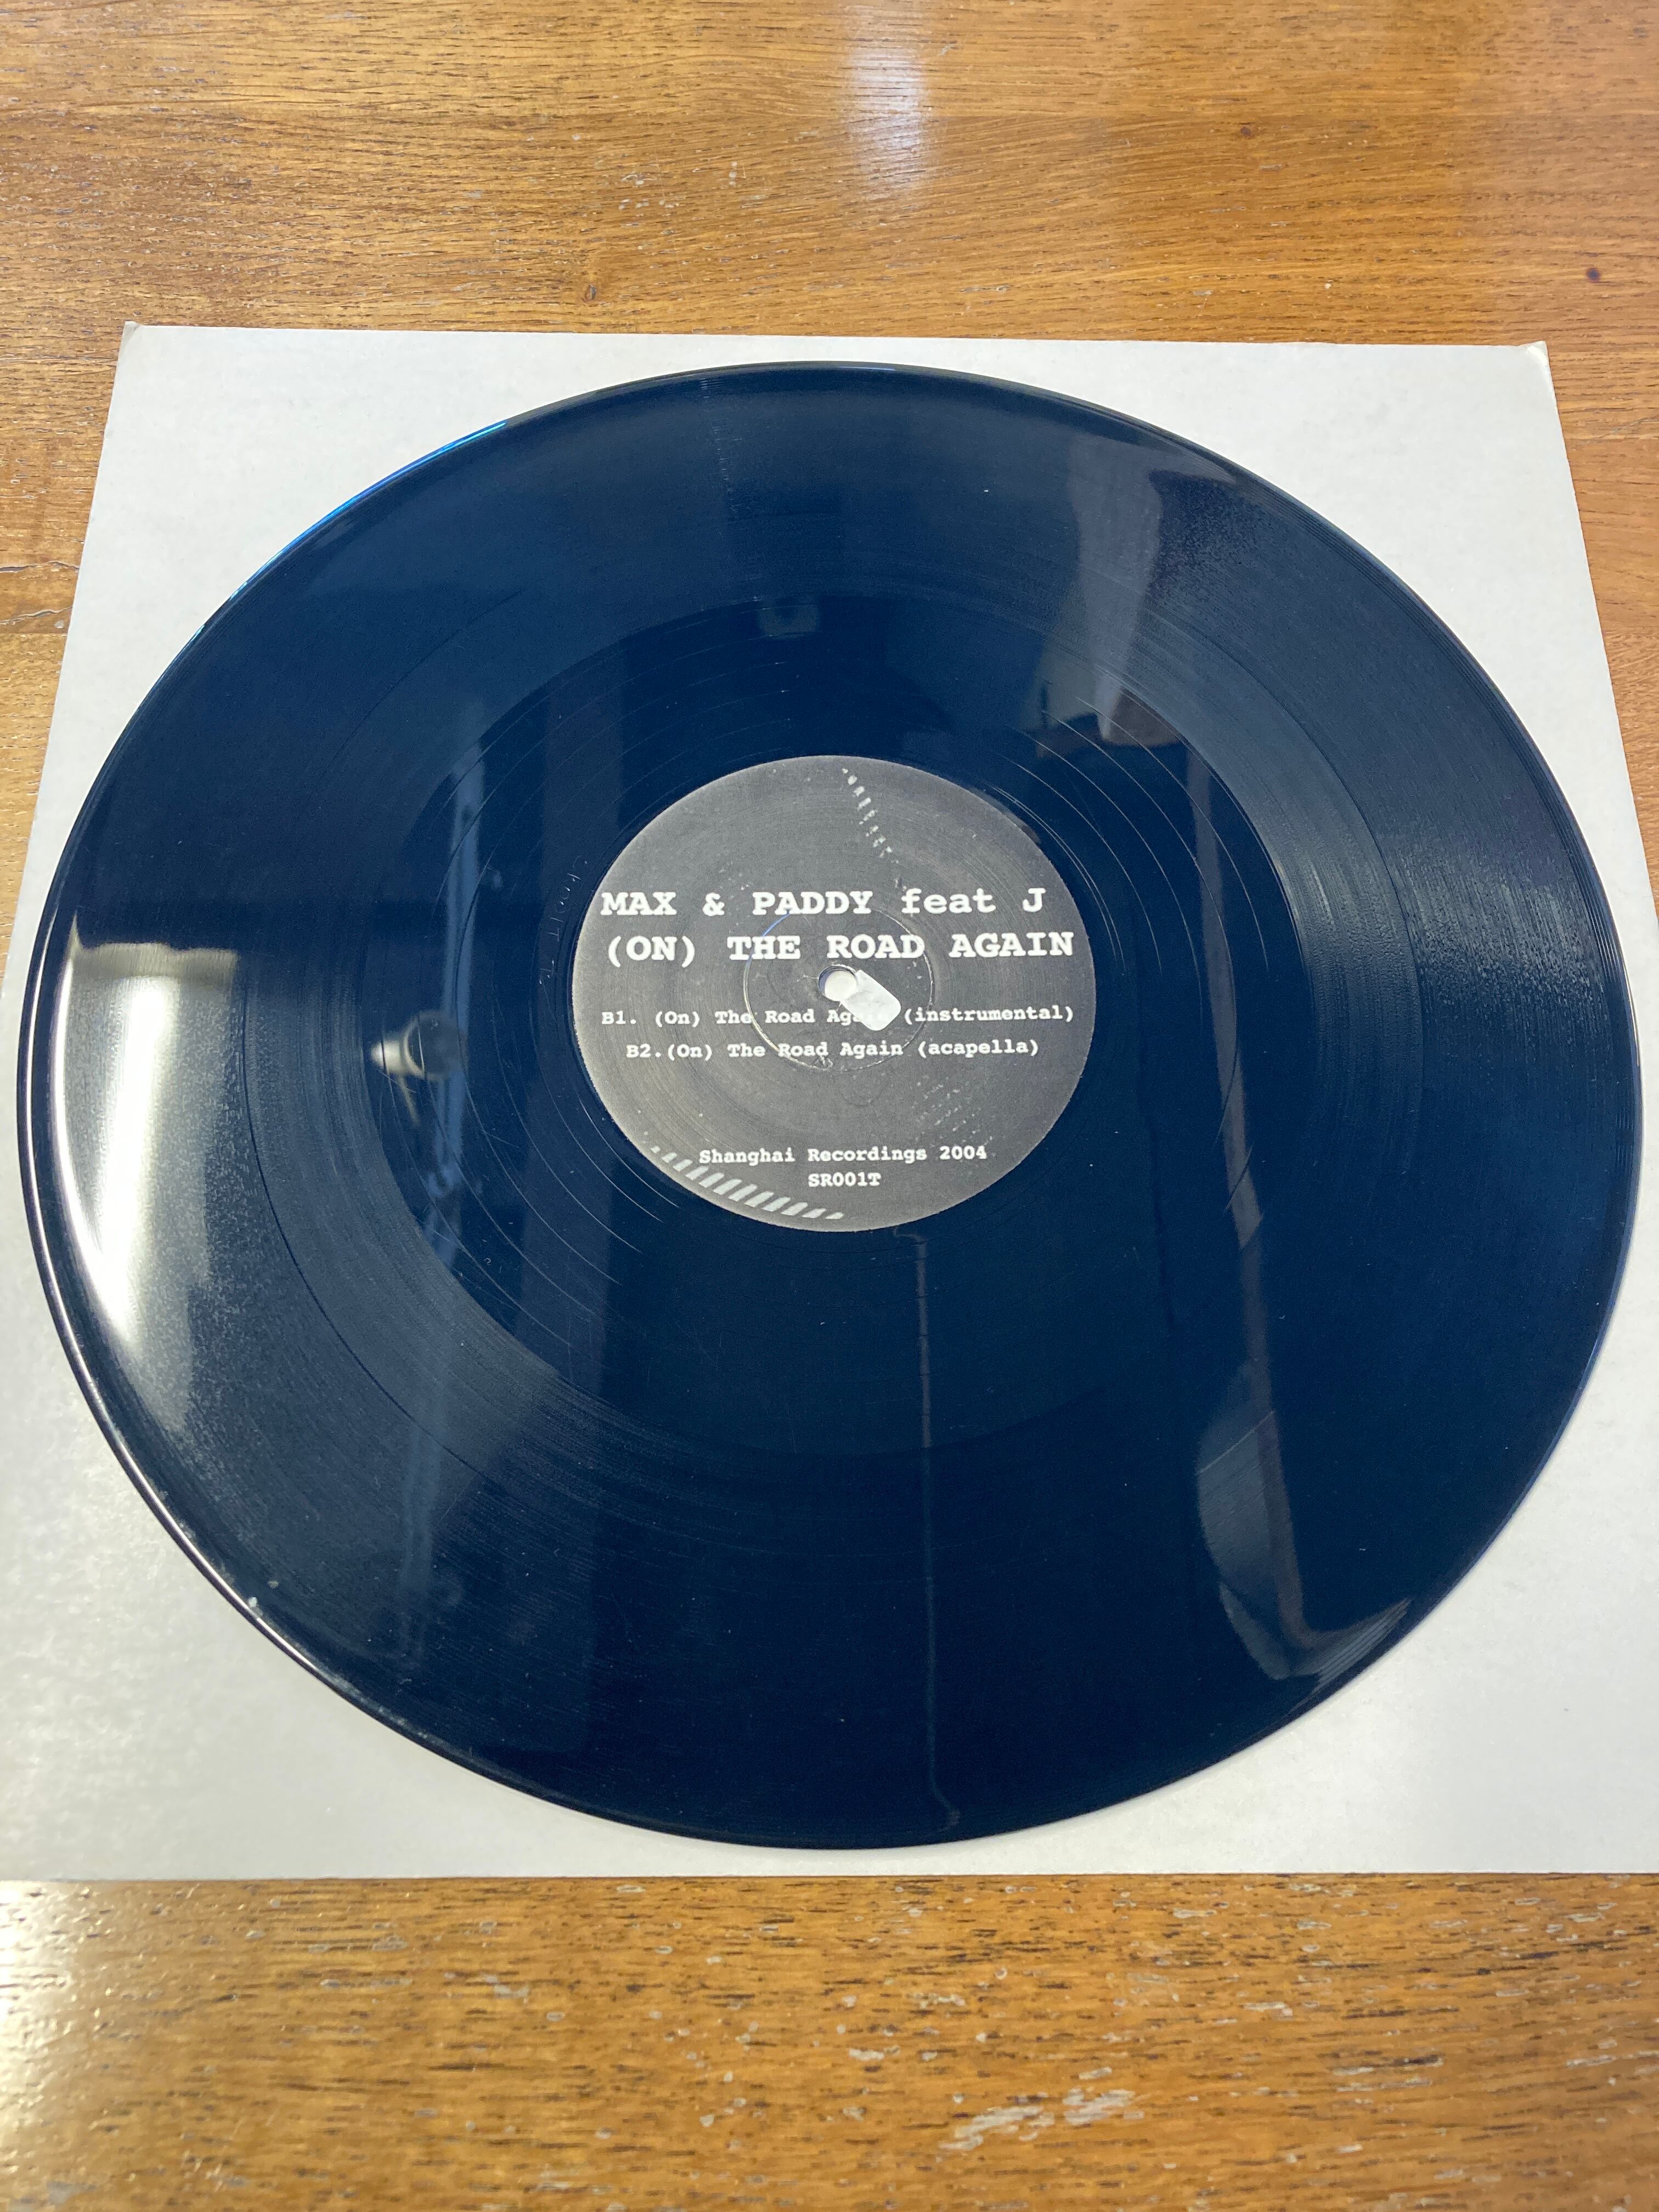 MAX & PADDY feat J
(ON) THE ROAD AGAIN
B1. (On) The Road Again (instrumental)
B2.(On) The Road Again (acapella)
Shanghai Recordings 2004
SR001T